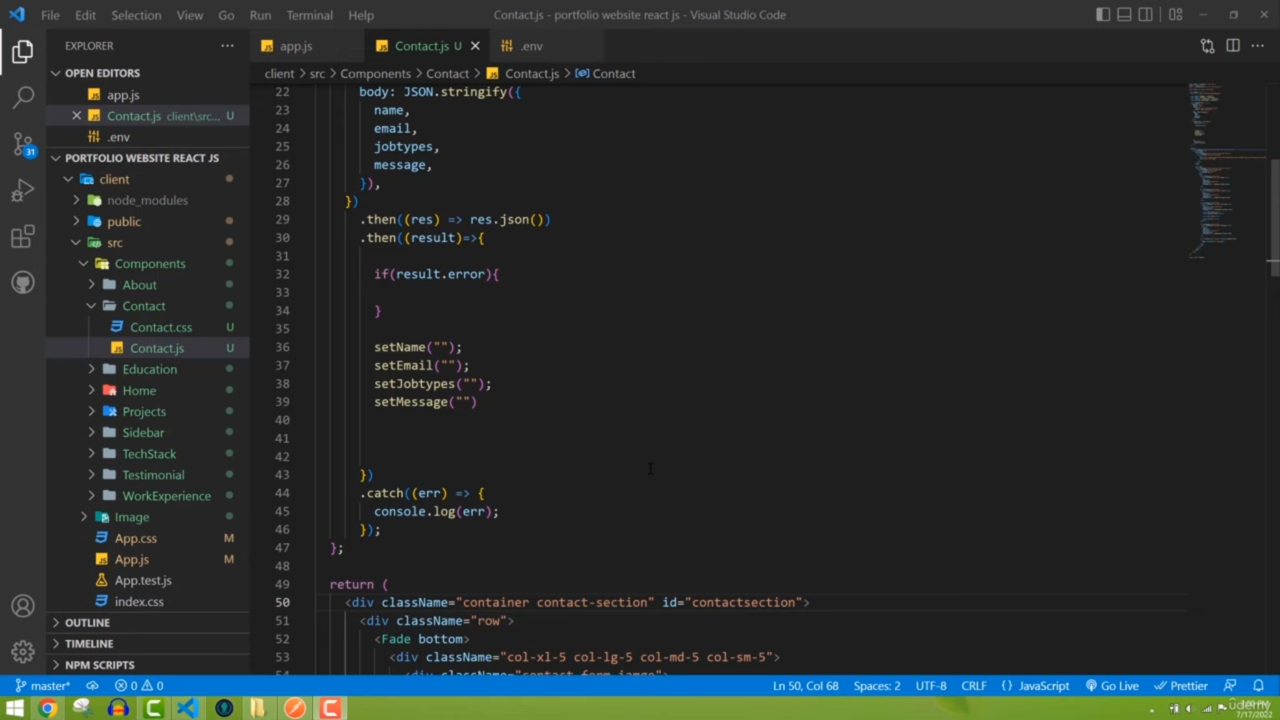 File Edit Selection View Go Run Terminal Help Contact.js - portfolio website react js - Visual Studio Code
EXPLORER
OPEN EDITORS
app.js
Contact.js client\src... U
.env
PORTFOLIO WEBSITE REACT JS
client
node_modules
public
src
Components
About
Contact
Contact.css U
Contact.js U
Education
Home
Projects
Sidebar
TechStack
Testimonial
WorkExperience
Image
App.css M
App.js M
App.test.js
index.css
OUTLINE
TIMELINE
NPM SCRIPTS
31
app.js Contact.js U .env
client > src > Components > Contact > Contact.js > Contact
22 body: JSON.stringify({
23 name,
24 email,
25 jobtypes,
26 message,
27 }),
28 })
29 .then((res) => res.json())
30 .then((result)=>{
31
32 if(result.error){
33
34 }
35
36 setName("");
37 setEmail("");
38 setJobtypes("");
39 setMessage("")
40
41
42
43 })
44 .catch((err) => {
45 console.log(err);
46 });
47 };
48
49 return (
50 <div className="container contact-section" id="contactsection">
51 <div className="row">
52 <Fade bottom>
53 <div className="col-xl-5 col-lg-5 col-md-5 col-sm-5">
master* 0 0 Ln 50, Col 68 Spaces: 2 UTF-8 CRLF {} JavaScript Go Live Prettier
udemy
7/17/2022